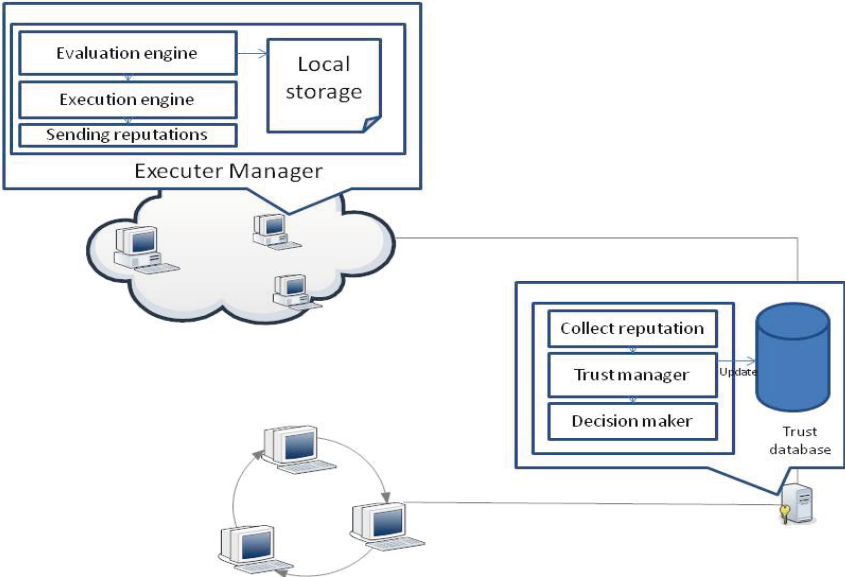 Evaluation engine
Execution engine
Sending reputations
Local
storage
Executer Manager
Collect reputation
Trust manager
Decision maker
Update
Trust
database